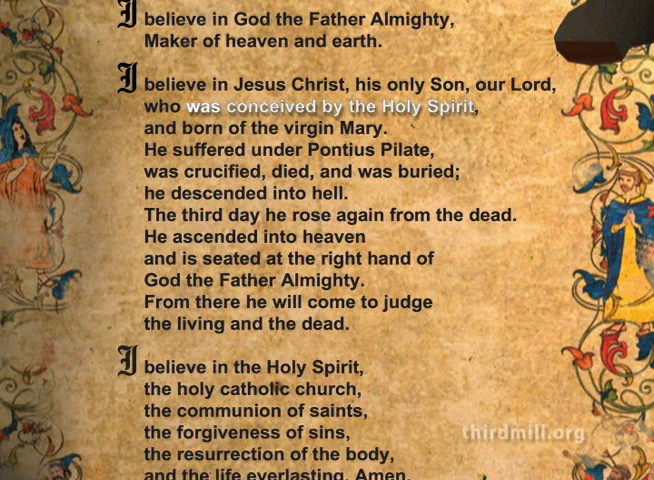 I believe in God the Father Almighty,
Maker of heaven and earth.
I believe in Jesus Christ, his only Son, our Lord,
who was conceived by the Holy Spirit,
and born of the virgin Mary.
He suffered under Pontius Pilate,
was crucified, died, and was buried;
he descended into hell.
The third day he rose again from the dead.
He ascended into heaven
and is seated at the right hand of
God the Father Almighty.
From there he will come to judge
the living and the dead.
I believe in the Holy Spirit,
the holy catholic church,
the communion of saints,
the forgiveness of sins,
the resurrection of the body,
and the life everlasting. Amen.
thirdmill.org